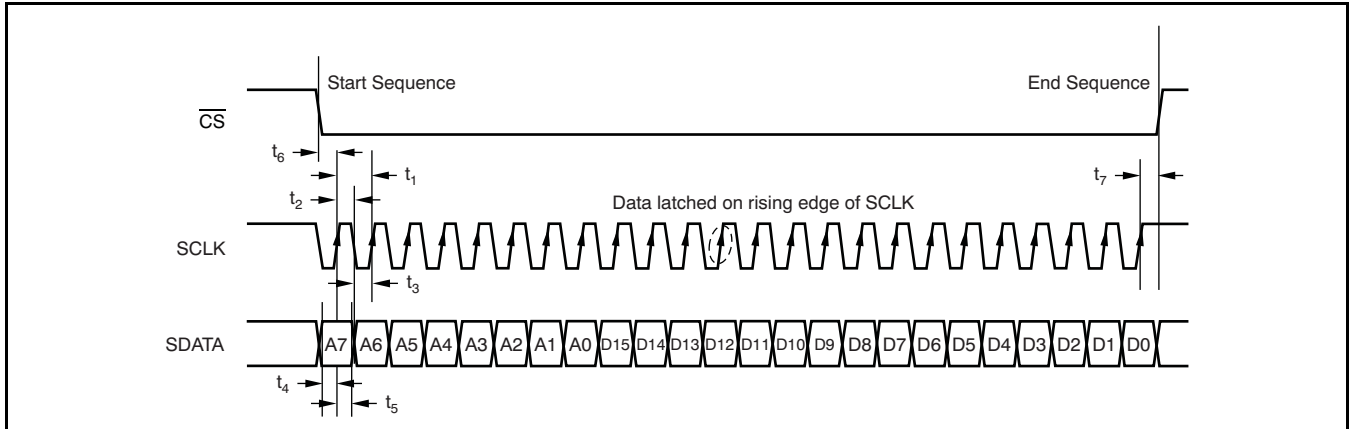 Start Sequence
End Sequence
CS
t6
t1
t7
t2
Data latched on rising edge of SCLK
SCLK
t3
SDATA
A7 A6 A5 A4 A3 A2 A1 A0 D15 D14 D13 D12 D11 D10 D9 D8 D7 D6 D5 D4 D3 D2 D1 D0
t4
t5